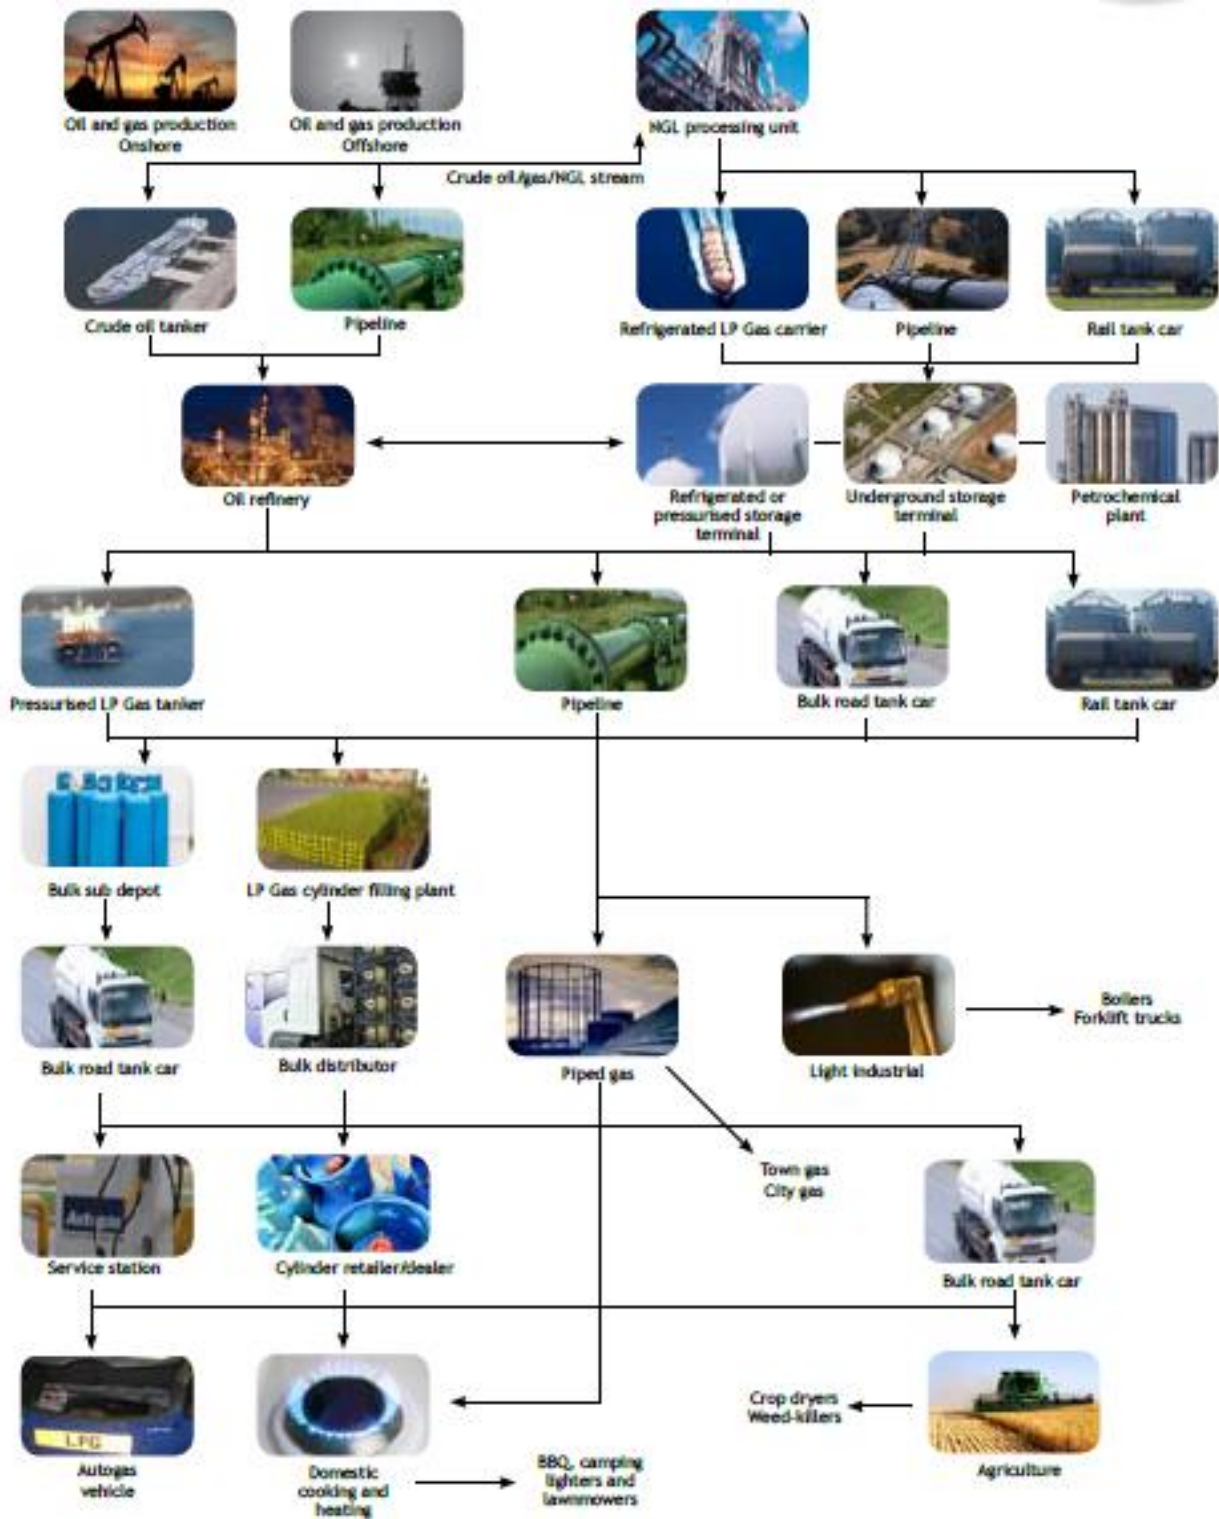 Oil and gas production
Onshore
Oil and gas production
Offshore
NGL processing unit
Crude oil/gas/NGL stream
Crude oil tanker
Pipeline
Refrigerated LP Gas carrier
Pipeline
Rail tank car
Oil refinery
Refrigerated or
pressurised storage
terminal
Underground storage
terminal
Petrochemical
plant
Pressurised LP Gas tanker
Pipeline
Bulk road tank car
Rail tank car
Bulk sub depot
LP Gas cylinder filling plant
Bulk road tank car
Bulk distributor
Piped gas
Light industrial
Boilers
Forklift trucks
Town gas
City gas
Service station
Cylinder retailer/dealer
Bulk road tank car
LPG
Autogas
vehicle
Domestic
cooking and
heating
BBQ, camping
lighters and
lawnmowers
Crop dryers
Weed-killers
Agriculture